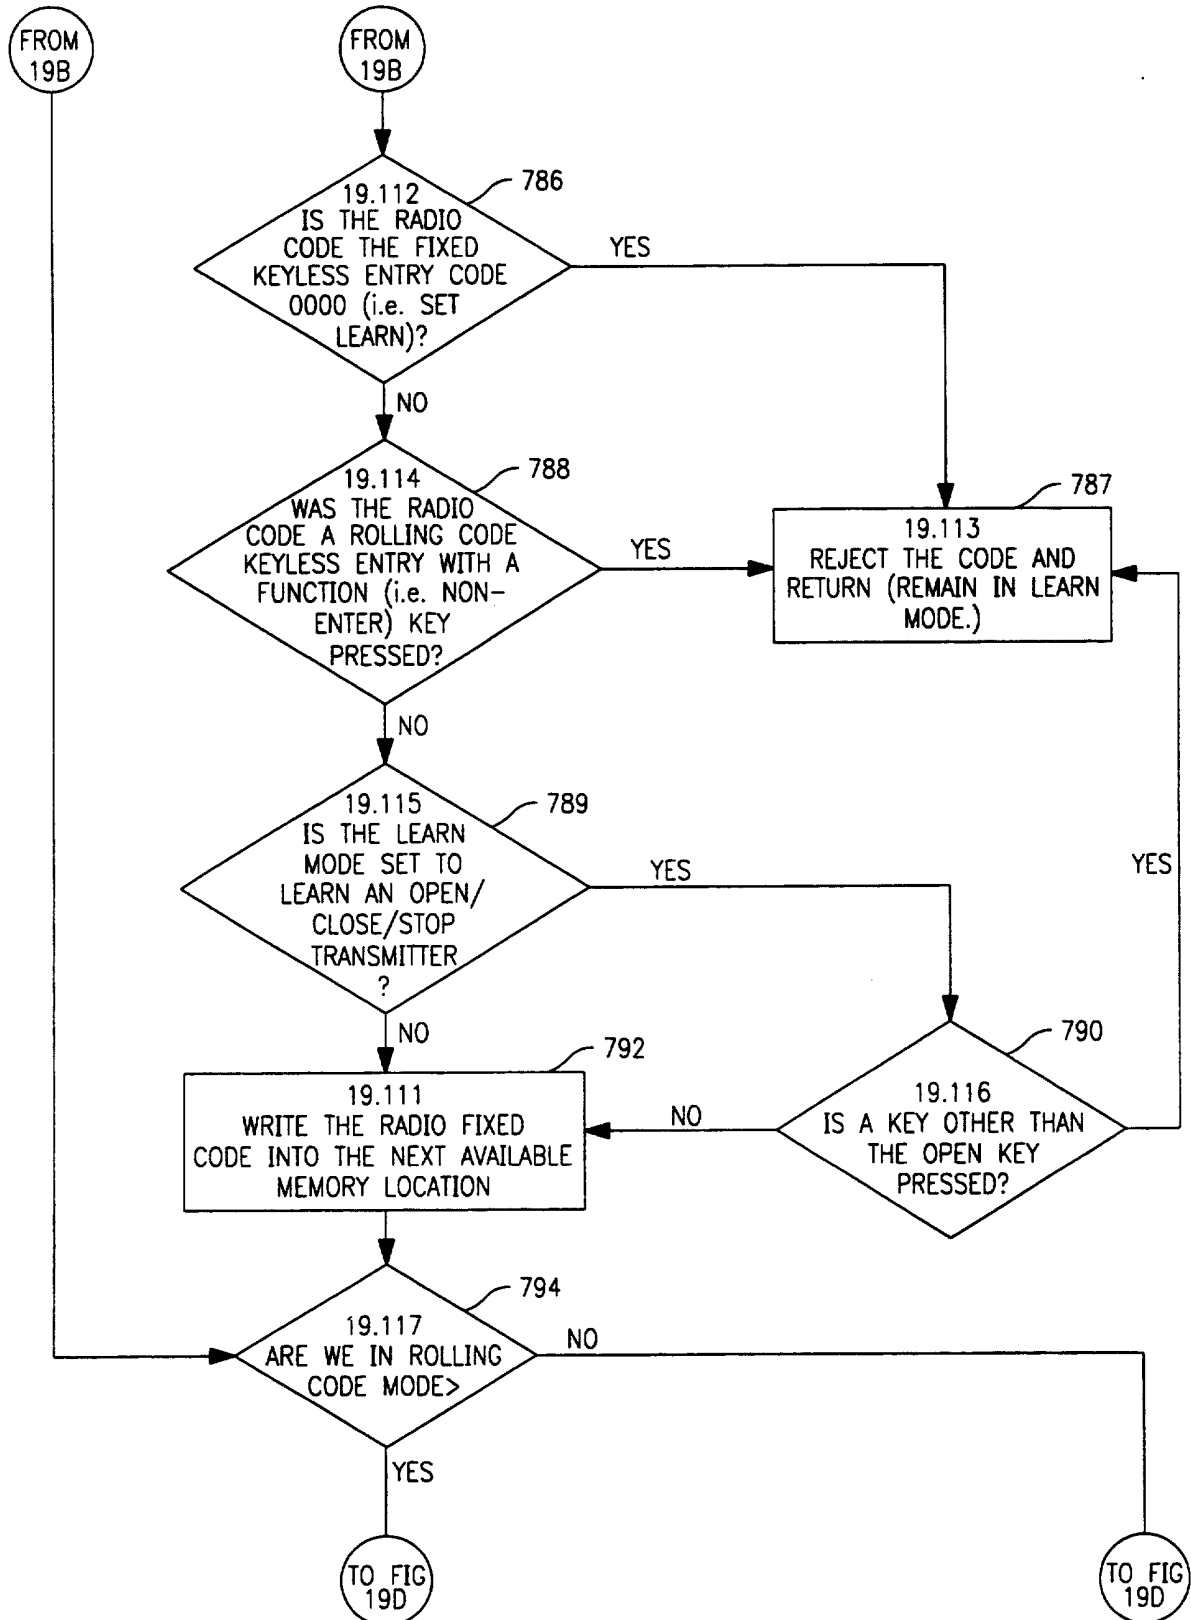 FROM
19B
FROM
19B
786
19.112
IS THE RADIO
CODE THE FIXED
KEYLESS ENTRY CODE
0000 (i.e. SET
LEARN)?
YES
NO
788
19.114
WAS THE RADIO
CODE A ROLLING CODE
KEYLESS ENTRY WITH A
FUNCTION (i.e. NON-
ENTER) KEY
PRESSED?
YES
787
19.113
REJECT THE CODE AND
RETURN (REMAIN IN LEARN
MODE.)
NO
789
19.115
IS THE LEARN
MODE SET TO
LEARN AN OPEN/
CLOSE/STOP
TRANSMITTER
?
YES
YES
NO
790
19.116
IS A KEY OTHER THAN
THE OPEN KEY
PRESSED?
NO
792
19.111
WRITE THE RADIO FIXED
CODE INTO THE NEXT AVAILABLE
MEMORY LOCATION
794
19.117
ARE WE IN ROLLING
CODE MODE>
NO
YES
TO FIG
19D
TO FIG
19D